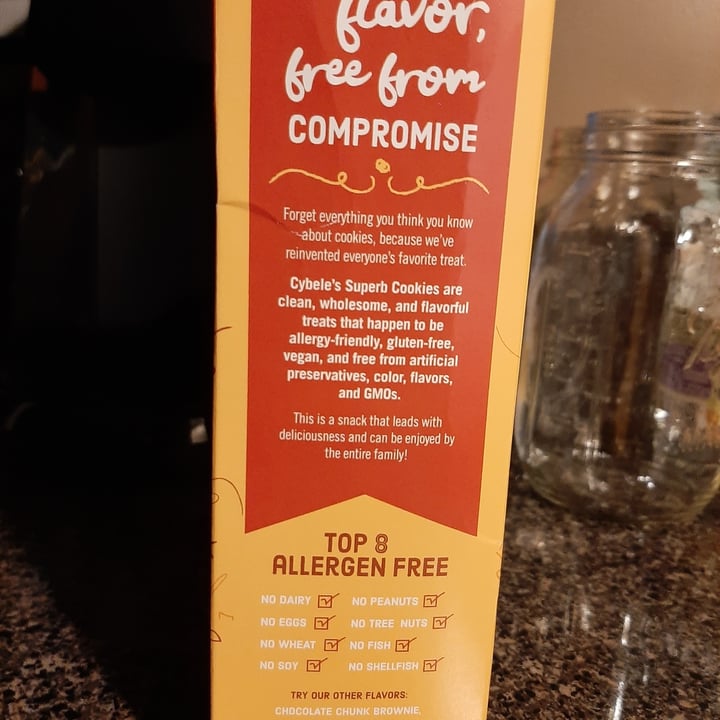 flavor,
free from
COMPROMISE
Forget everything you think you know
about cookies, because we've
reinvented everyone's favorite treat.
Cybele's Superb Cookies are
clean, wholesome, and flavorful
treats that happen to be
allergy-friendly, gluten-free,
vegan, and free from artificial
preservatives, color, flavors,
and GMOs.
This is a snack that leads with
deliciousness and can be enjoyed by
the entire family!
TOP 8
ALLERGEN FREE
NO DAIRY NO PEANUTS
NO EGGS NO TREE NUTS
NO WHEAT NO FISH
NO SOY NO SHELLFISH
TRY OUR OTHER FLAVORS:
CHOCOLATE CHUNK BROWNIE,